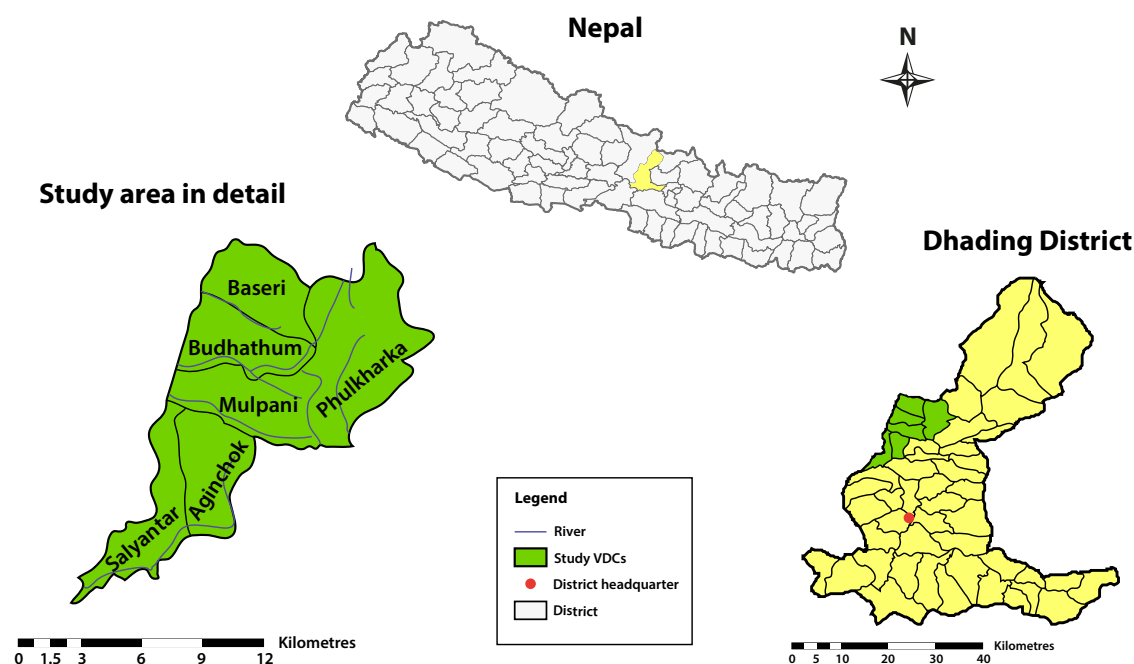 Nepal
N
Study area in detail
Dhading District
Baseri
Budhathum
Mulpani
Phulkharka
Aginchok
Salyantar
Legend
River
Study VDCs
District headquarter
District
0 1.5 3 6 9 12 Kilometres
0 5 10 20 30 40 Kilometres